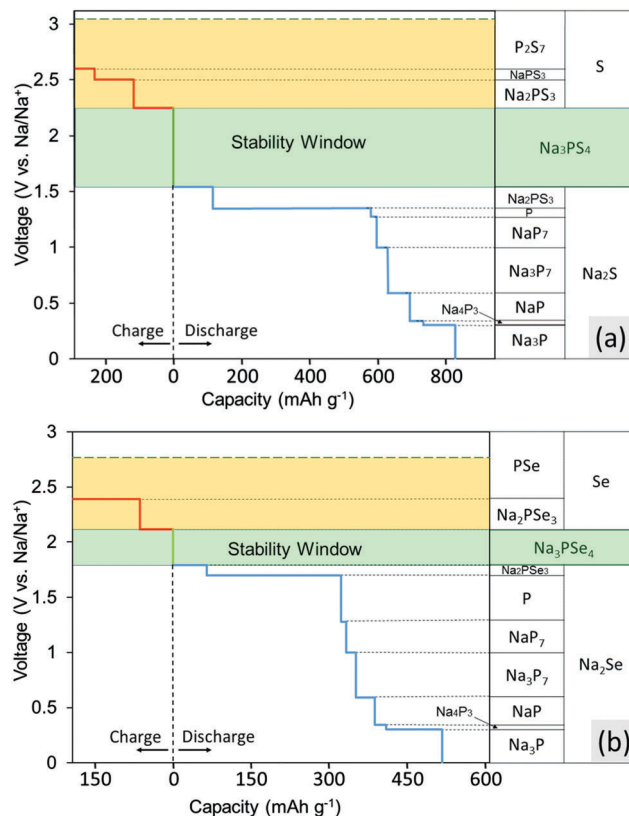 3
2.5
2
1.5
1
0.5
0
Voltage (V vs. Na/Na⁺)
Stability Window
Charge
Discharge
200
0
200
400
600
800
Capacity (mAh g⁻¹)
P₂S₇
NaPS₃
Na₂PS₃
S
Na₃PS₄
Na₂PS₃
P
NaP₇
Na₃P₇
Na₂S
NaP
Na₄P₃
Na₃P
(a)
3
2.5
2
1.5
1
0.5
0
Voltage (V vs. Na/Na⁺)
Stability Window
Charge
Discharge
150
0
150
300
450
600
Capacity (mAh g⁻¹)
PSe
Se
Na₂PSe₃
Na₃PSe₄
Na₂PSe₃
P
NaP₇
Na₃P₇
Na₂Se
NaP
Na₄P₃
Na₃P
(b)